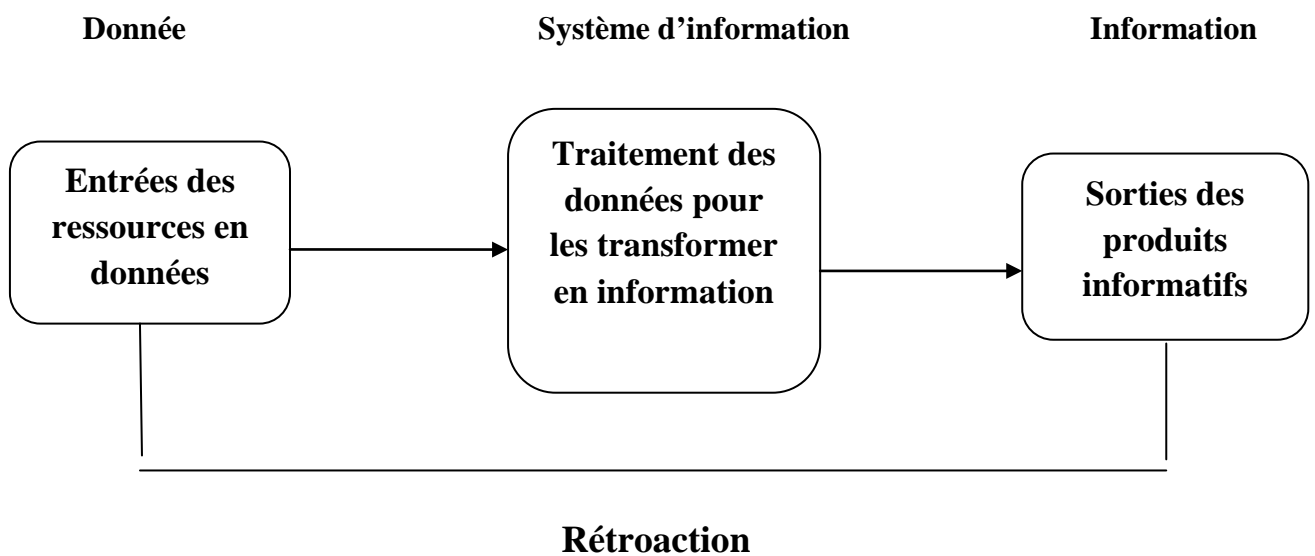 Donnée
Système d’information
Information
Entrées des
ressources en
données
Traitement des
données pour
les transformer
en information
Sorties des
produits
informatifs
Rétroaction